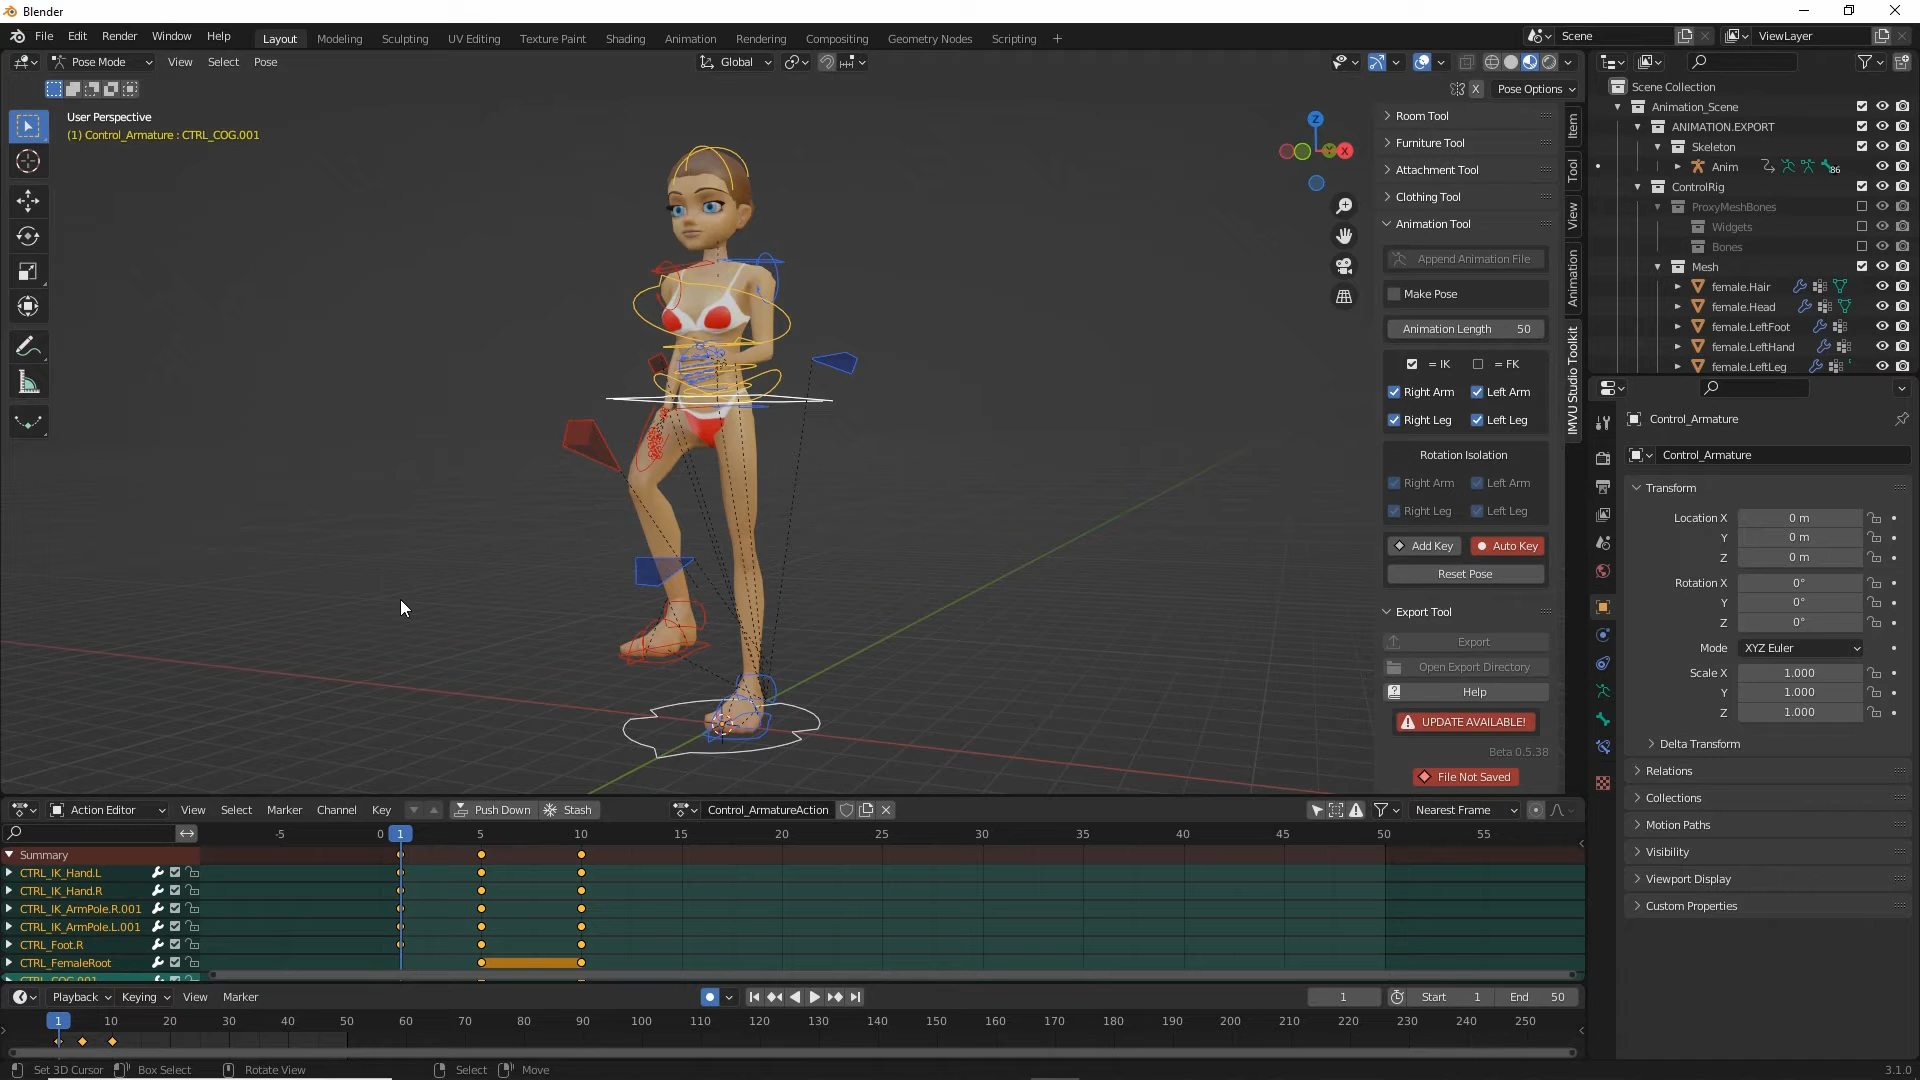 Blender
File Edit Render Window Help
Layout Modeling Sculpting UV Editing Texture Paint Shading Animation Rendering Compositing Geometry Nodes Scripting +
Scene
ViewLayer
Pose Mode View Select Pose
Global
X Pose Options
User Perspective
(1) Control_Armature : CTRL_COG.001
Z
X
Room Tool
Furniture Tool
Attachment Tool
Clothing Tool
Animation Tool
Append Animation File
Make Pose
Animation Length 50
= IK = FK
Right Arm Left Arm
Right Leg Left Leg
Rotation Isolation
Right Arm Left Arm
Right Leg Left Leg
Add Key Auto Key
Reset Pose
Export Tool
Export
Open Export Directory
Help
UPDATE AVAILABLE!
Beta 0.5.38
File Not Saved
Item
Tool
View
Animation
IMVU Studio Toolkit
Scene Collection
Animation_Scene
ANIMATION.EXPORT
Skeleton
Anim 86
ControlRig
ProxyMeshBones
Widgets
Bones
Mesh
female.Hair
female.Head
female.LeftFoot
female.LeftHand
female.LeftLeg
Control_Armature
Control_Armature
Transform
Location X 0 m
Y 0 m
Z 0 m
Rotation X 0°
Y 0°
Z 0°
Mode XYZ Euler
Scale X 1.000
Y 1.000
Z 1.000
Delta Transform
Relations
Collections
Motion Paths
Visibility
Viewport Display
Custom Properties
Action Editor View Select Marker Channel Key Push Down Stash Control_ArmatureAction Nearest Frame
-5 0 1 5 10 15 20 25 30 35 40 45 50 55
Summary
CTRL_IK_Hand.L
CTRL_IK_Hand.R
CTRL_IK_ArmPole.R.001
CTRL_IK_ArmPole.L.001
CTRL_Foot.R
CTRL_FemaleRoot
CTRL_COG.001
Playback Keying View Marker 1 Start 1 End 50
1 10 20 30 40 50 60 70 80 90 100 110 120 130 140 150 160 170 180 190 200 210 220 230 240 250
Set 3D Cursor Box Select Rotate View Select Move 3.1.0